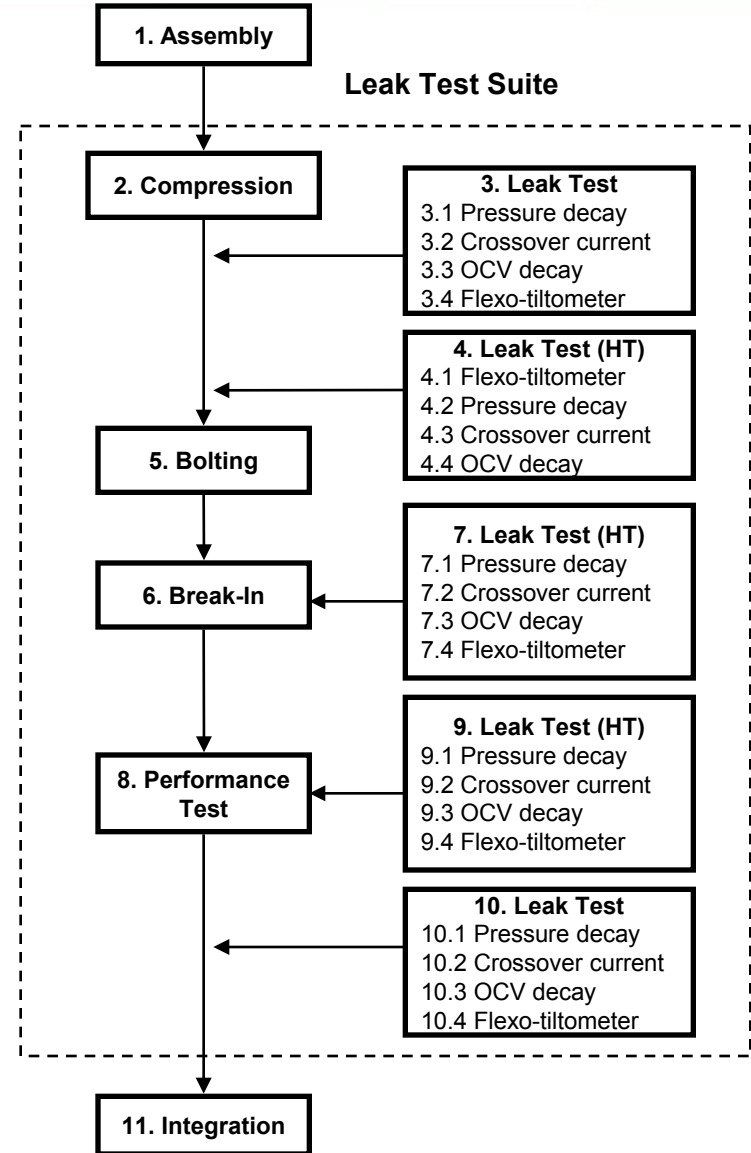 1. Assembly
Leak Test Suite
2. Compression
3. Leak Test
3.1 Pressure decay
3.2 Crossover current
3.3 OCV decay
3.4 Flexo-tiltometer
4. Leak Test (HT)
4.1 Flexo-tiltometer
4.2 Pressure decay
4.3 Crossover current
4.4 OCV decay
5. Bolting
6. Break-In
7. Leak Test (HT)
7.1 Pressure decay
7.2 Crossover current
7.3 OCV decay
7.4 Flexo-tiltometer
8. Performance
Test
9. Leak Test (HT)
9.1 Pressure decay
9.2 Crossover current
9.3 OCV decay
9.4 Flexo-tiltometer
10. Leak Test
10.1 Pressure decay
10.2 Crossover current
10.3 OCV decay
10.4 Flexo-tiltometer
11. Integration